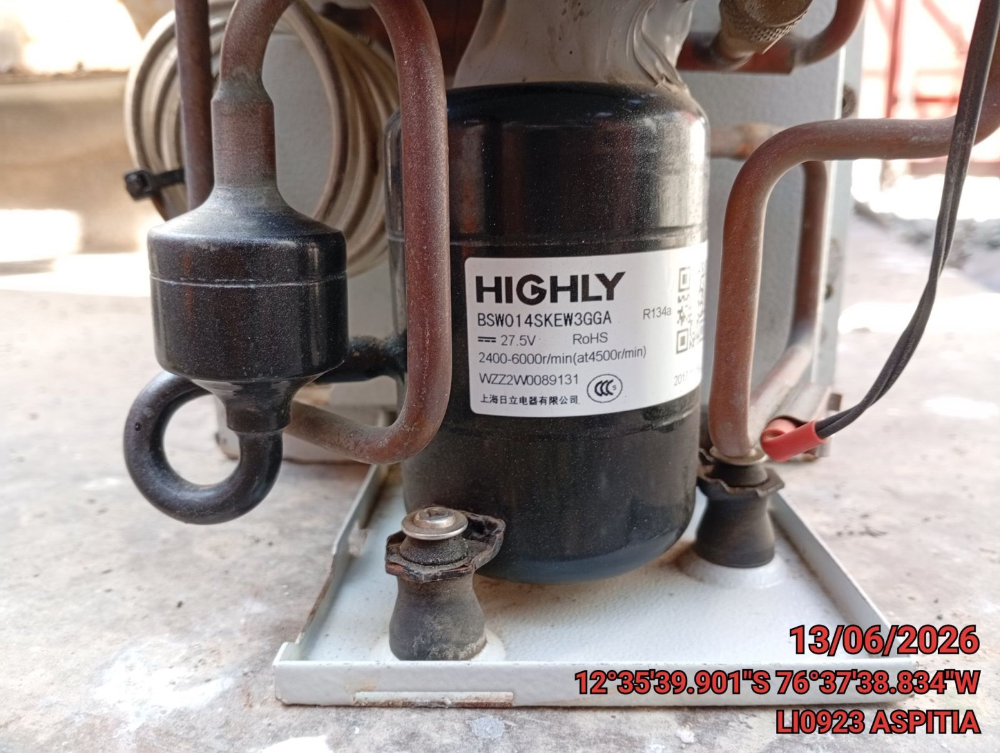 HIGHLY
BSW014SKEW3GGA R134a
27.5V RoHS
2400-6000r/min(at4500r/min)
WZZ2W0089131
CCC S
上海日立电器有限公司
13/06/2026
12°35'39.901"S 76°37'38.834"W
LI0923 ASPITIA